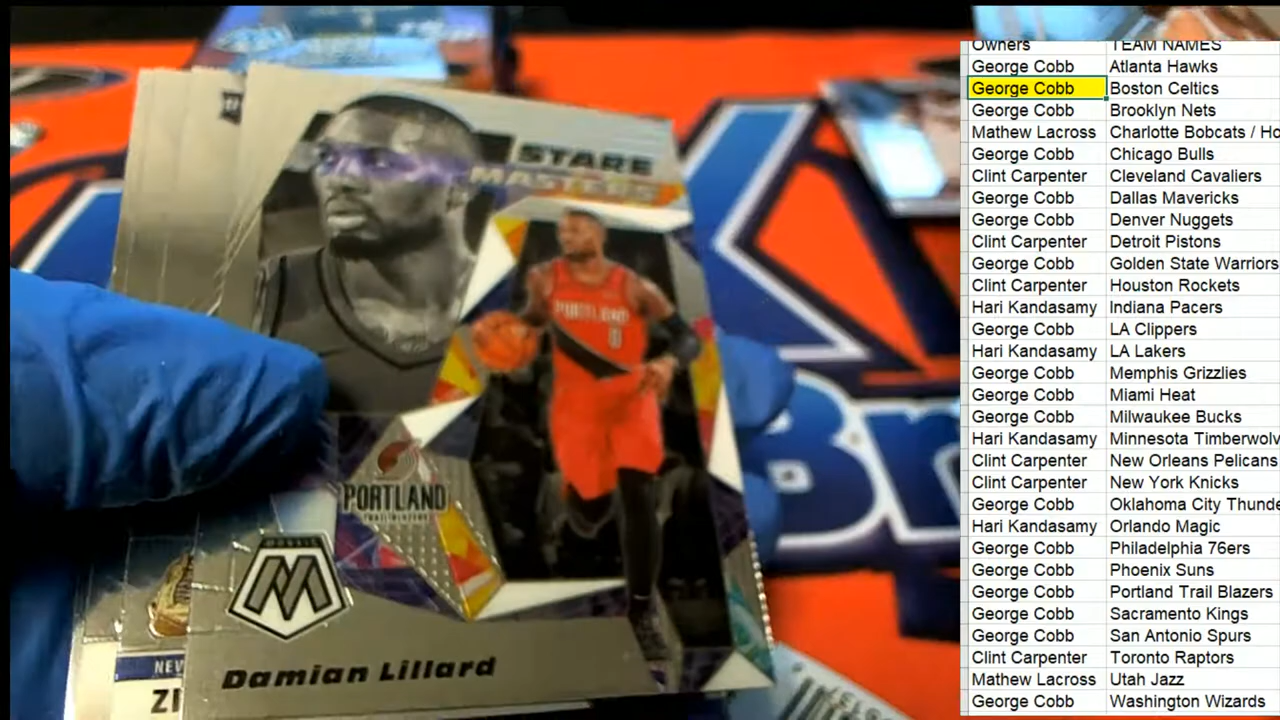 STARE
MASTERS
PORTLAND
0
PORTLAND
TRAIL BLAZERS
MOSAIC
M
Damian Lillard
NEW
ZI
Owners TEAM NAMES
George Cobb Atlanta Hawks
George Cobb Boston Celtics
George Cobb Brooklyn Nets
Mathew Lacross Charlotte Bobcats / Ho
George Cobb Chicago Bulls
Clint Carpenter Cleveland Cavaliers
George Cobb Dallas Mavericks
George Cobb Denver Nuggets
Clint Carpenter Detroit Pistons
George Cobb Golden State Warriors
Clint Carpenter Houston Rockets
Hari Kandasamy Indiana Pacers
George Cobb LA Clippers
Hari Kandasamy LA Lakers
George Cobb Memphis Grizzlies
George Cobb Miami Heat
George Cobb Milwaukee Bucks
Hari Kandasamy Minnesota Timberwolv
Clint Carpenter New Orleans Pelicans
Clint Carpenter New York Knicks
George Cobb Oklahoma City Thunde
Hari Kandasamy Orlando Magic
George Cobb Philadelphia 76ers
George Cobb Phoenix Suns
George Cobb Portland Trail Blazers
George Cobb Sacramento Kings
George Cobb San Antonio Spurs
Clint Carpenter Toronto Raptors
Mathew Lacross Utah Jazz
George Cobb Washington Wizards